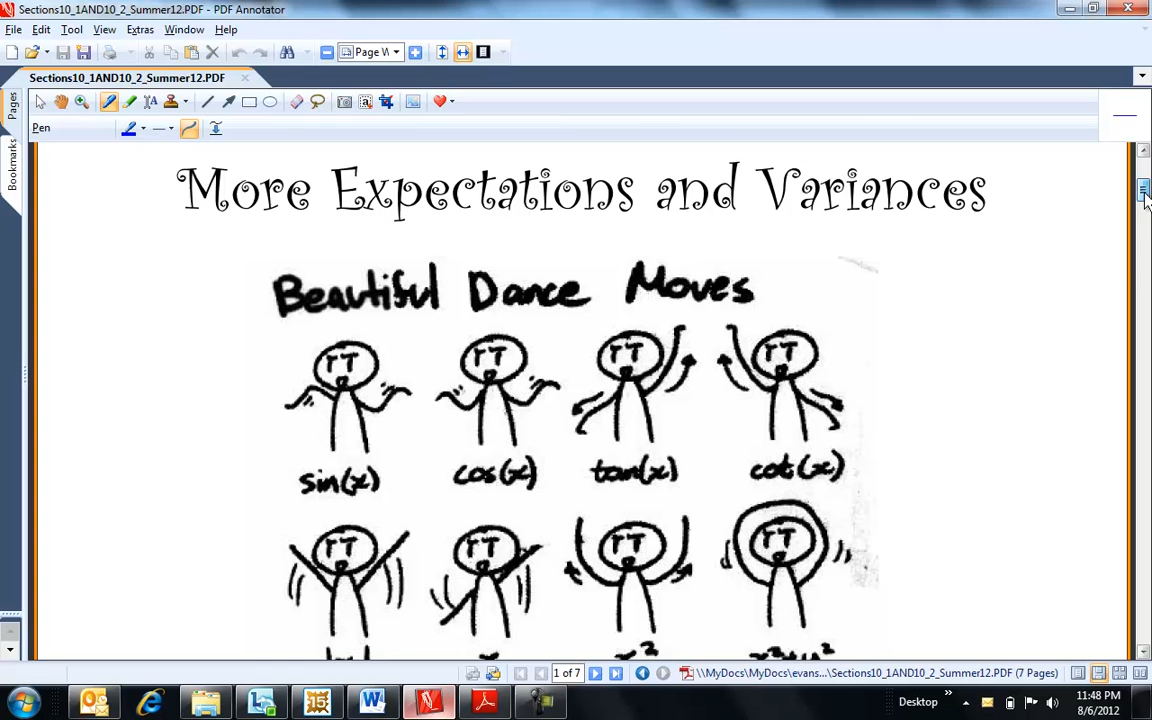 Sections10_1AND10_2_Summer12.PDF - PDF Annotator
File Edit Tool View Extras Window Help
Page W
Sections10_1AND10_2_Summer12.PDF
Pages
Bookmarks
Pen
More Expectations and Variances
Beautiful Dance Moves
sin(x) cos(x) tan(x) cot(x)
1 of 7 \\MyDocs\MyDocs\evans...\Sections10_1AND10_2_Summer12.PDF (7 Pages)
Desktop 11:48 PM
8/6/2012